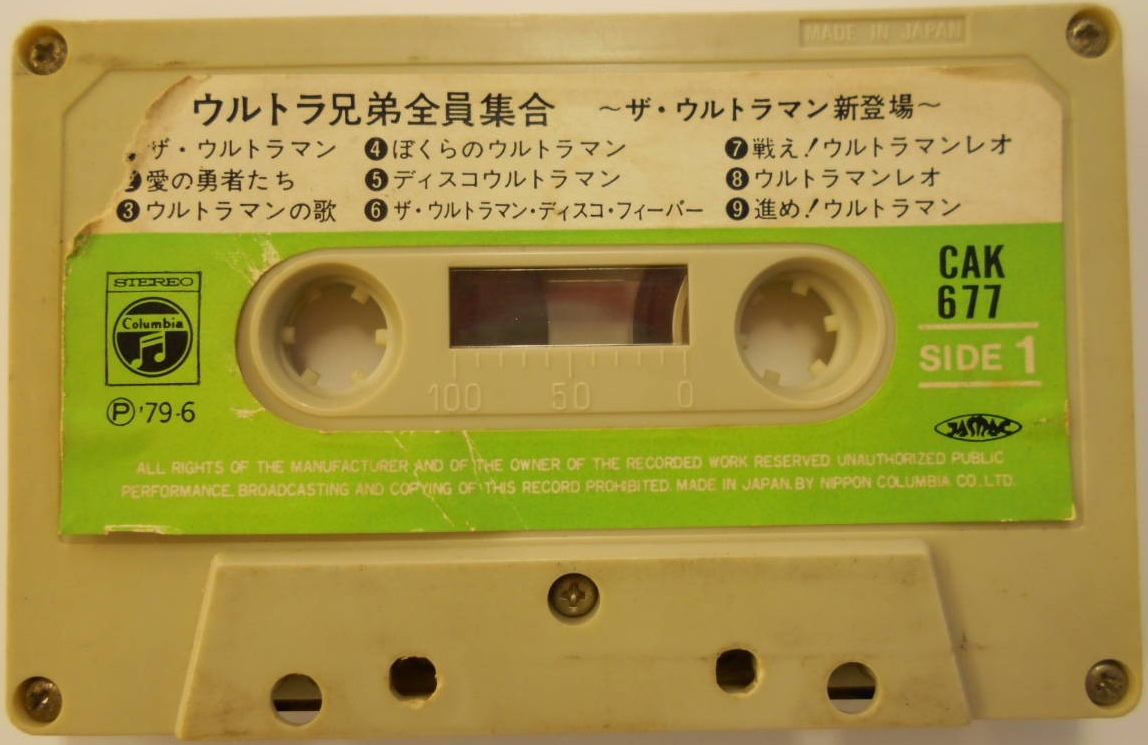 MADE IN JAPAN
ウルトラ兄弟全員集合 ～ザ・ウルトラマン新登場～
ザ・ウルトラマン ❹ぼくらのウルトラマン ❼戦え!ウルトラマンレオ
愛の勇者たち ❺ディスコウルトラマン ❽ウルトラマンレオ
❸ウルトラマンの歌 ❻ザ・ウルトラマン・ディスコ・フィーバー ❾進め!ウルトラマン
STEREO
Columbia
Ⓟ'79-6
CAK
677
SIDE 1
100 50 0
JASRAC
ALL RIGHTS OF THE MANUFACTURER AND OF THE OWNER OF THE RECORDED WORK RESERVED UNAUTHORIZED PUBLIC
PERFORMANCE. BROADCASTING AND COPYING OF THIS RECORD PROHIBITED. MADE IN JAPAN. BY NIPPON COLUMBIA CO., LTD.